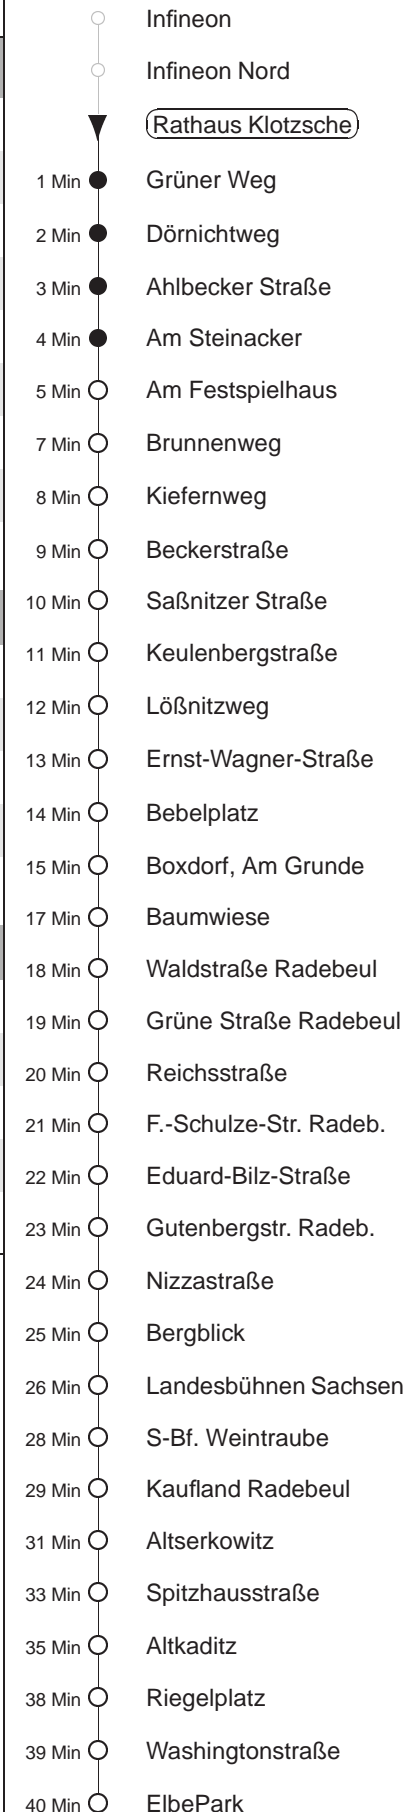 Infineon
Infineon Nord
Rathaus Klotzsche
1 Min Grüner Weg
2 Min Dörnichtweg
3 Min Ahlbecker Straße
4 Min Am Steinacker
5 Min Am Festspielhaus
7 Min Brunnenweg
8 Min Kiefernweg
9 Min Beckerstraße
10 Min Saßnitzer Straße
11 Min Keulenbergstraße
12 Min Lößnitzweg
13 Min Ernst-Wagner-Straße
14 Min Bebelplatz
15 Min Boxdorf, Am Grunde
17 Min Baumwiese
18 Min Waldstraße Radebeul
19 Min Grüne Straße Radebeul
20 Min Reichsstraße
21 Min F.-Schulze-Str. Radeb.
22 Min Eduard-Bilz-Straße
23 Min Gutenbergstr. Radeb.
24 Min Nizzastraße
25 Min Bergblick
26 Min Landesbühnen Sachsen
28 Min S-Bf. Weintraube
29 Min Kaufland Radebeul
31 Min Altserkowitz
33 Min Spitzhausstraße
35 Min Altkaditz
38 Min Riegelplatz
39 Min Washingtonstraße
40 Min ElbePark